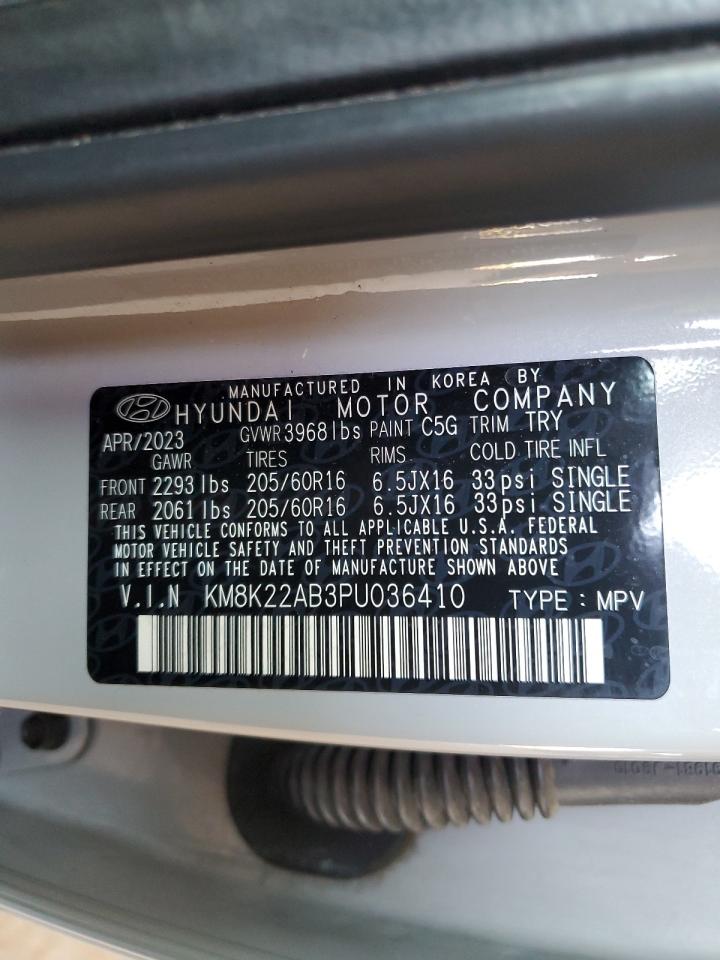 MANUFACTURED IN KOREA BY
HYUNDAI MOTOR COMPANY
APR/2023 GVWR 3968 lbs PAINT C5G TRIM TRY
GAWR TIRES RIMS COLD TIRE INFL
FRONT 2293 lbs 205/60R16 6.5JX16 33psi SINGLE
REAR 2061 lbs 205/60R16 6.5JX16 33psi SINGLE
THIS VEHICLE CONFORMS TO ALL APPLICABLE U.S.A. FEDERAL
MOTOR VEHICLE SAFETY AND THEFT PREVENTION STANDARDS
IN EFFECT ON THE DATE OF MANUFACTURE SHOWN ABOVE
V.I.N KM8K22AB3PU036410 TYPE : MPV